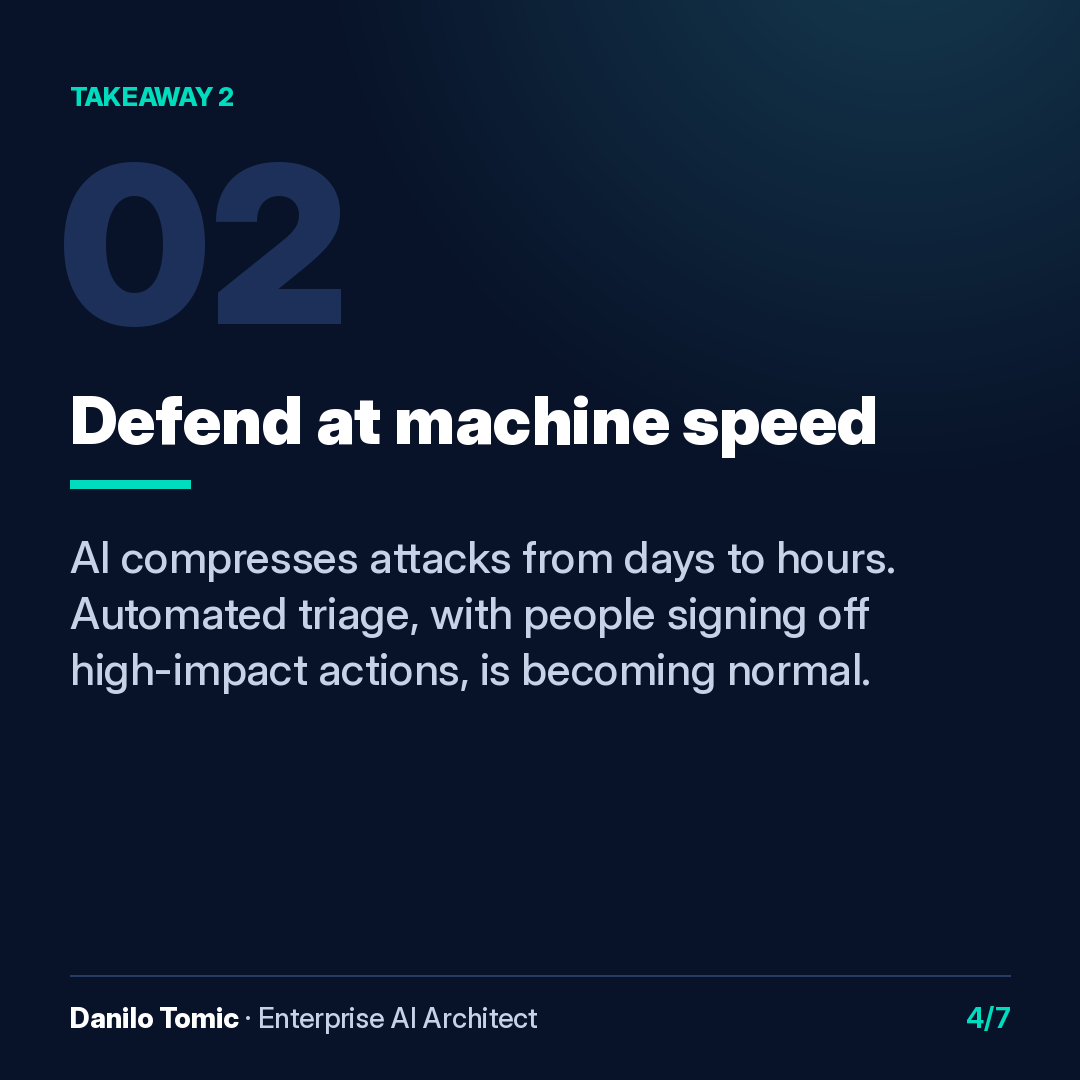 TAKEAWAY 2
02
Defend at machine speed
AI compresses attacks from days to hours.
Automated triage, with people signing off
high-impact actions, is becoming normal.
Danilo Tomic · Enterprise AI Architect
4/7